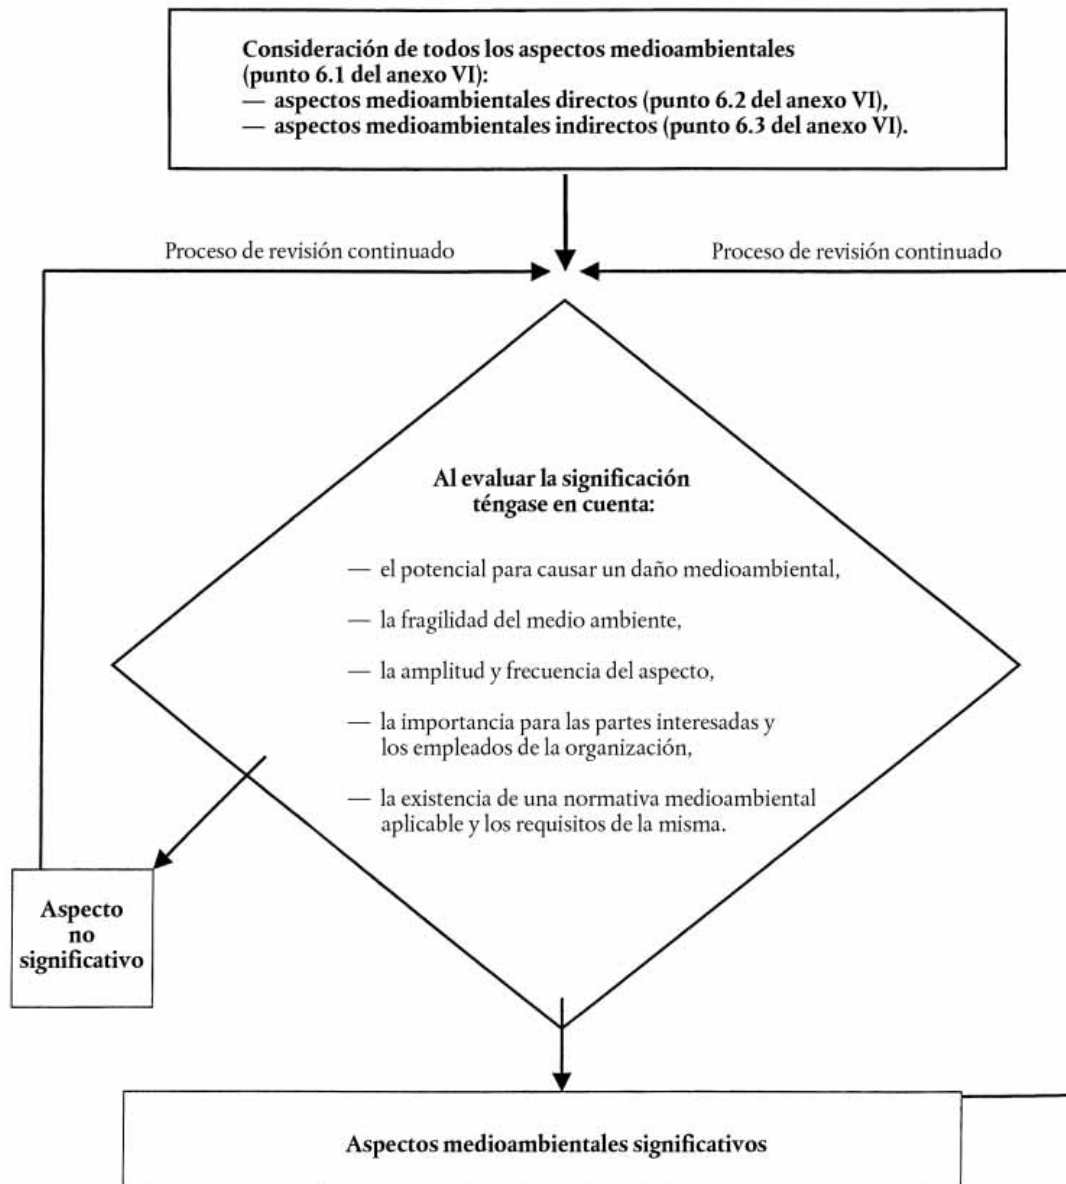 Consideración de todos los aspectos medioambientales
(punto 6.1 del anexo VI):
— aspectos medioambientales directos (punto 6.2 del anexo VI),
— aspectos medioambientales indirectos (punto 6.3 del anexo VI).
Proceso de revisión continuado
Proceso de revisión continuado
Al evaluar la significación
téngase en cuenta:
— el potencial para causar un daño medioambiental,
— la fragilidad del medio ambiente,
— la amplitud y frecuencia del aspecto,
— la importancia para las partes interesadas y
los empleados de la organización,
— la existencia de una normativa medioambiental
aplicable y los requisitos de la misma.
Aspecto
no
significativo
Aspectos medioambientales significativos